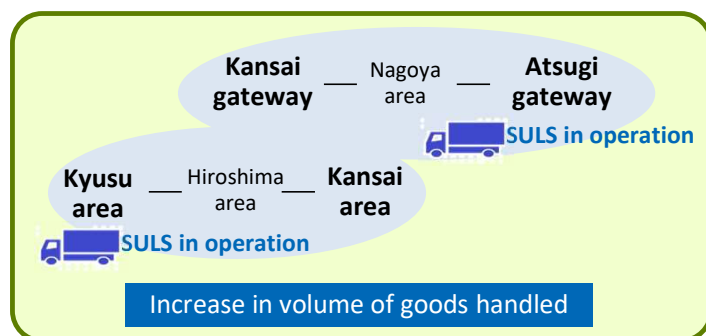 Kansai
gateway
Nagoya
area
Atsugi
gateway
SULS in operation
Kyusu
area
Hiroshima
area
Kansai
area
SULS in operation
Increase in volume of goods handled